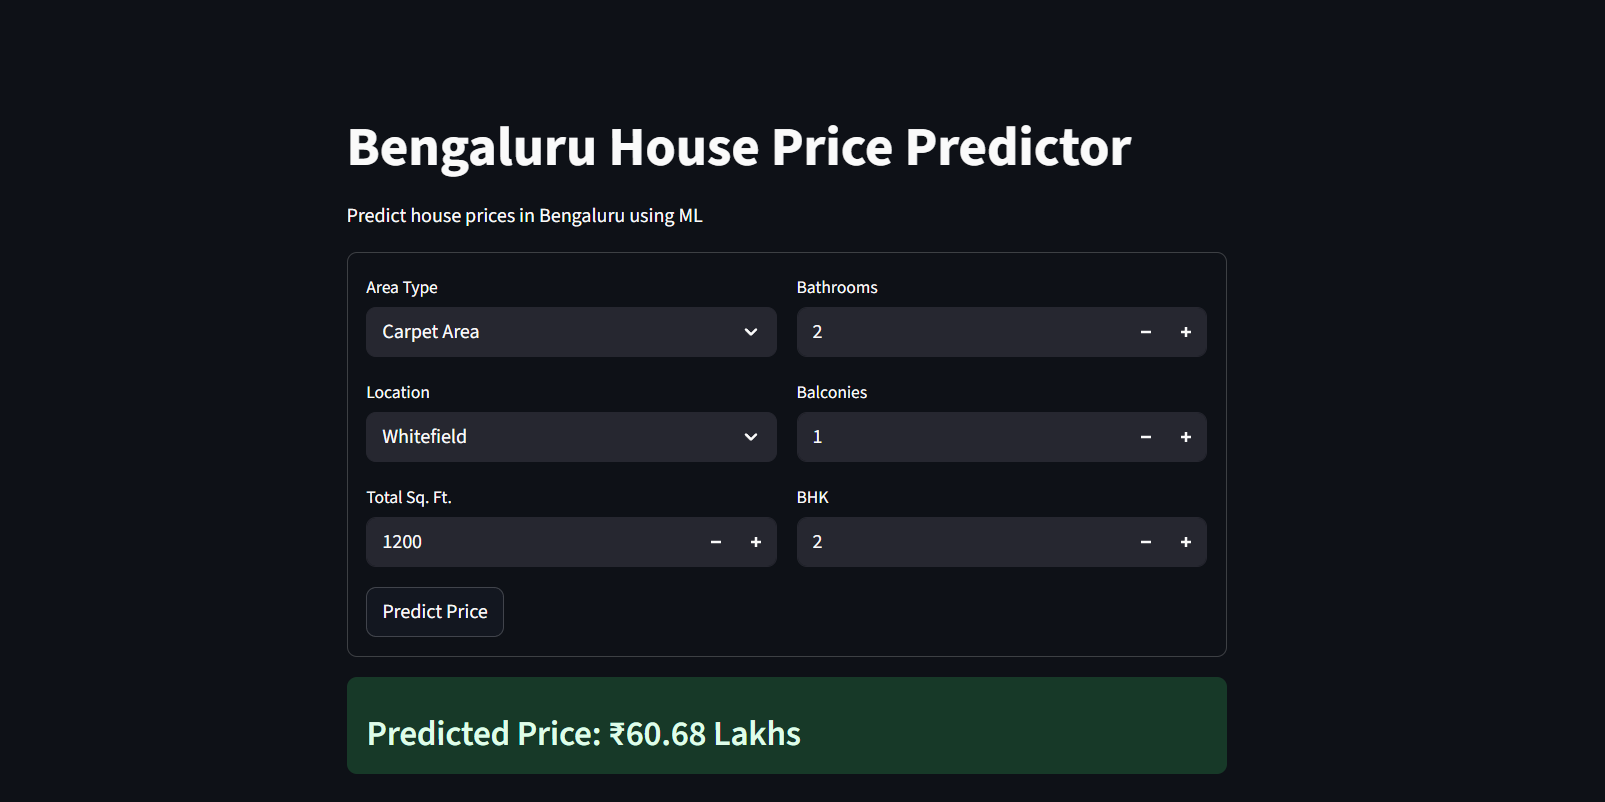 Bengaluru House Price Predictor
Predict house prices in Bengaluru using ML
Area Type
Carpet Area
Bathrooms
2
Location
Whitefield
Balconies
1
Total Sq. Ft.
1200
BHK
2
Predict Price
Predicted Price: ₹60.68 Lakhs